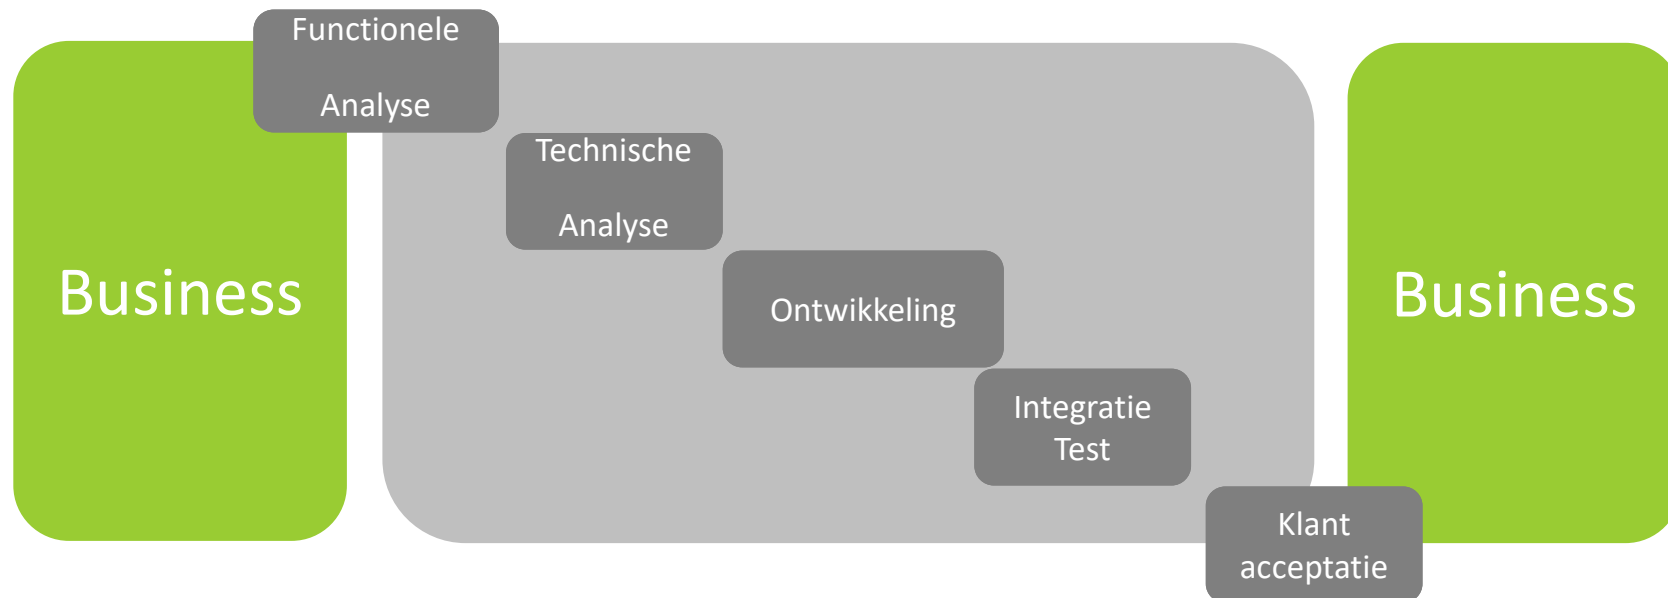 Functionele
Analyse
Technische
Analyse
Business
Ontwikkeling
Business
Integratie
Test
Klant
acceptatie